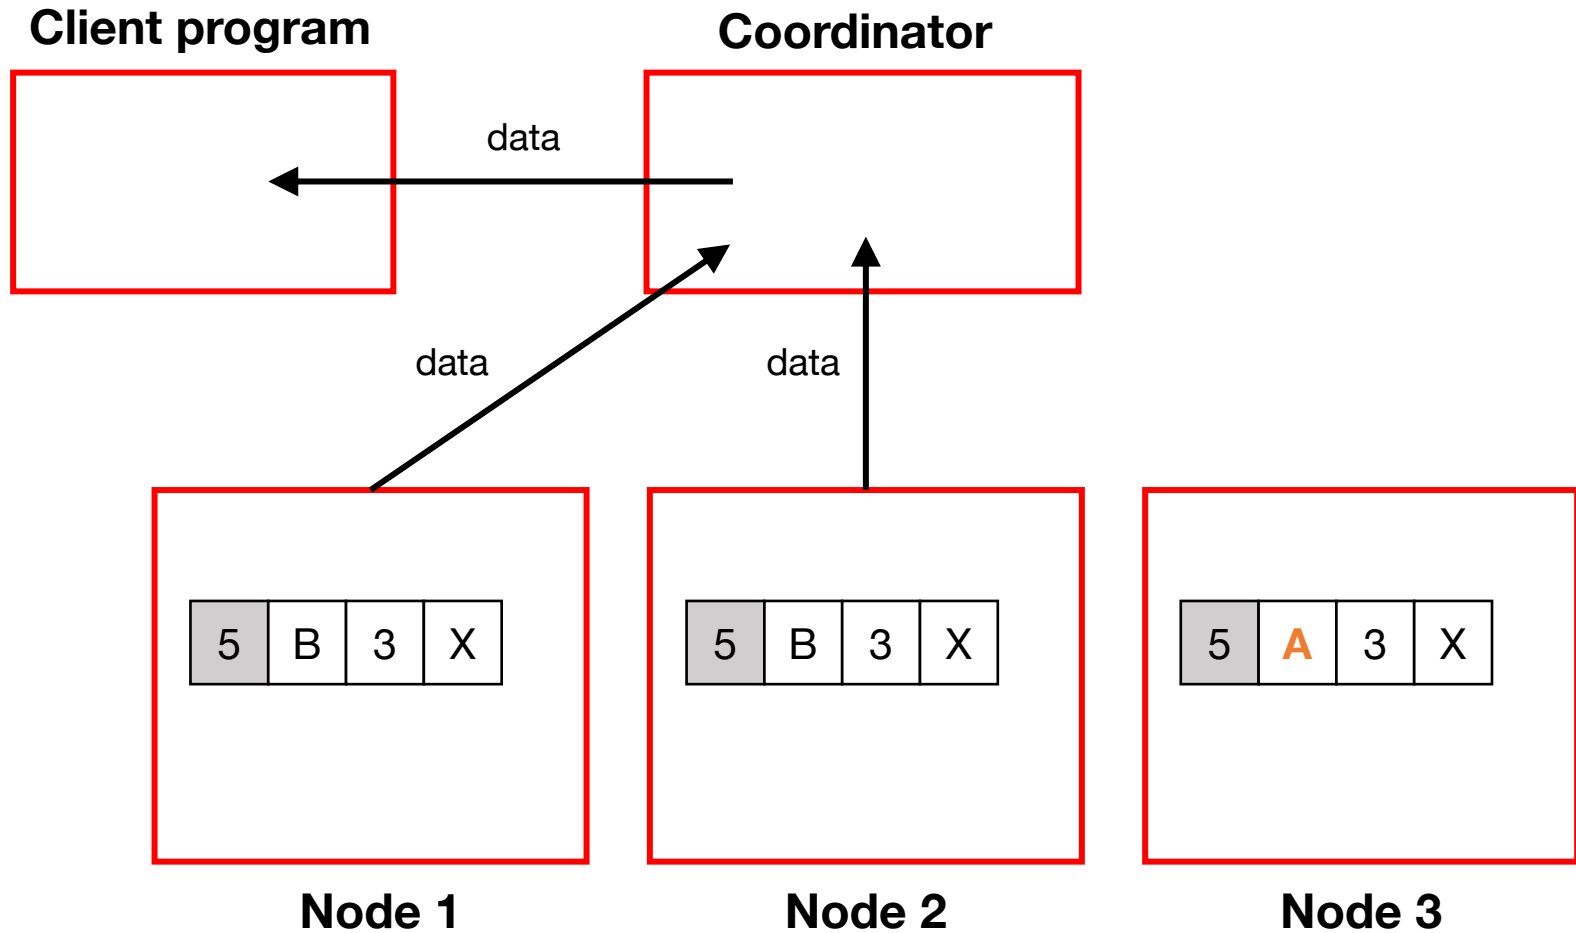 Client program
Coordinator
data
data
data
5 B 3 X
5 B 3 X
5 A 3 X
Node 1
Node 2
Node 3